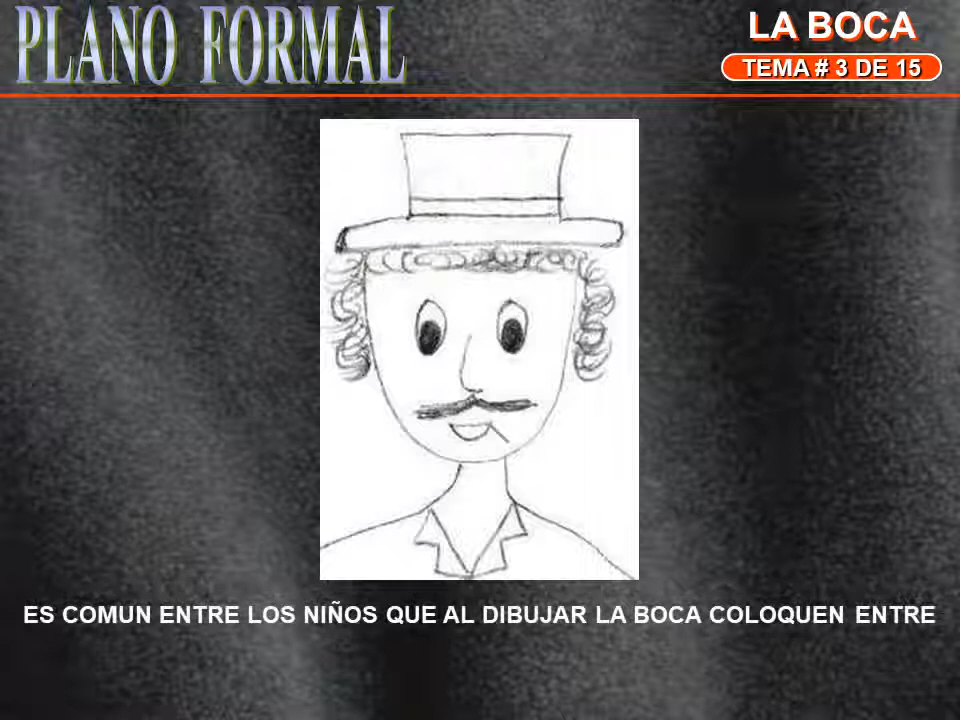 PLANO FORMAL
LA BOCA
TEMA # 3 DE 15
ES COMUN ENTRE LOS NIÑOS QUE AL DIBUJAR LA BOCA COLOQUEN ENTRE